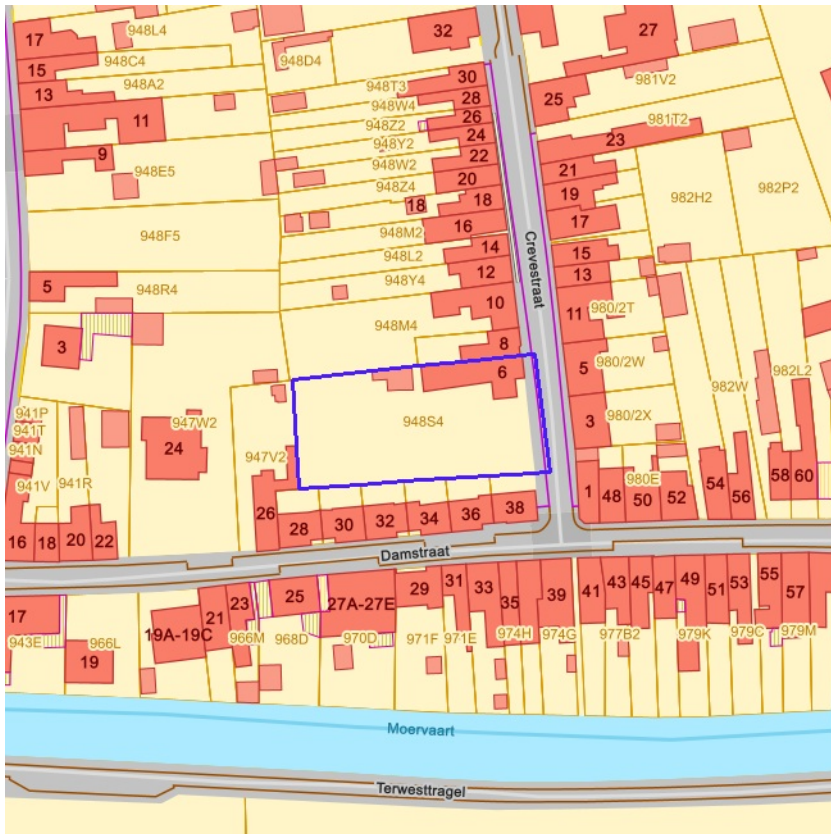 17
948L4
32
27
15
948C4
948D4
13
948A2
948T3
30
981V2
11
948W4
28
25
948Z2
26
981T2
948Y2
24
23
9
948E5
948W2
22
21
948Z4
20
19
982H2
982P2
18
18
948F5
948M2
16
17
948L2
14
15
5
948R4
948Y4
12
13
Crevestraat
10
11
980/2T
948M4
3
8
5
980/2W
6
982W
982L2
941P
941T
941N
24
947W2
948S4
3
980/2X
941V
941R
947V2
980E
58
60
26
1
48
50
52
54
56
16
18
20
22
28
30
32
34
36
38
Damstraat
17
19A-19C
21
23
25
27A-27E
29
31
33
35
39
41
43
45
47
49
51
53
55
57
943E
966L
966M
968D
970D
971F
971E
974H
974G
977B2
979K
979C
979M
19
Moervaart
Terwesttragel